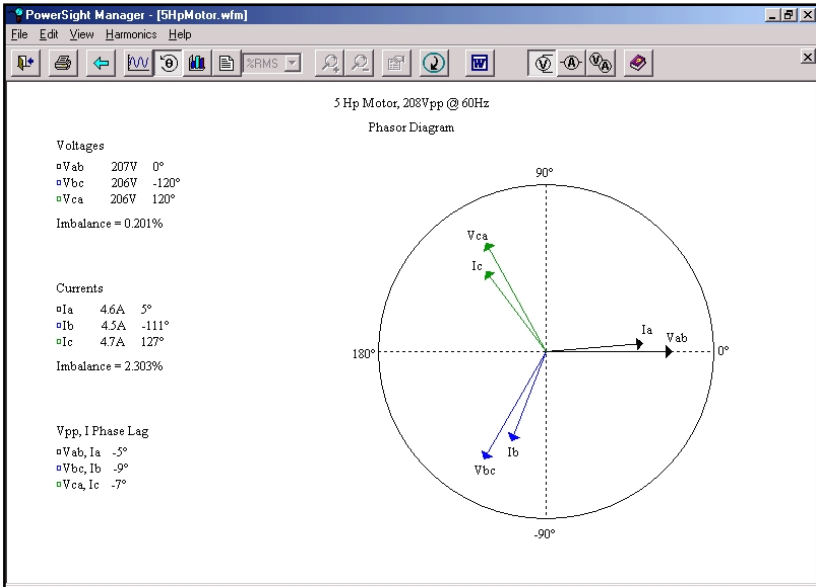 PowerSight Manager - [5HpMotor.wfm]
File Edit View Harmonics Help
%RMS
5 Hp Motor, 208Vpp @ 60Hz
Phasor Diagram
Voltages
Vab 207V 0°
Vbc 206V -120°
Vca 206V 120°
Imbalance = 0.201%
Currents
Ia 4.6A 5°
Ib 4.5A -111°
Ic 4.7A 127°
Imbalance = 2.303%
Vpp, I Phase Lag
Vab, Ia -5°
Vbc, Ib -9°
Vca, Ic -7°
90°
Vca
Ic
Ia
Vab
180°
0°
Ib
Vbc
-90°